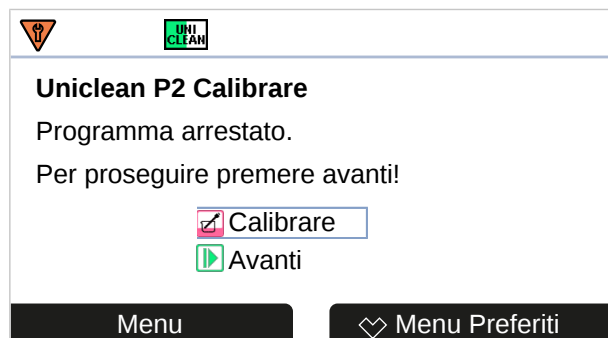 UNI
CLEAN
Uniclean P2 Calibrare
Programma arrestato.
Per proseguire premere avanti!
Calibrare
Avanti
Menu
Menu Preferiti